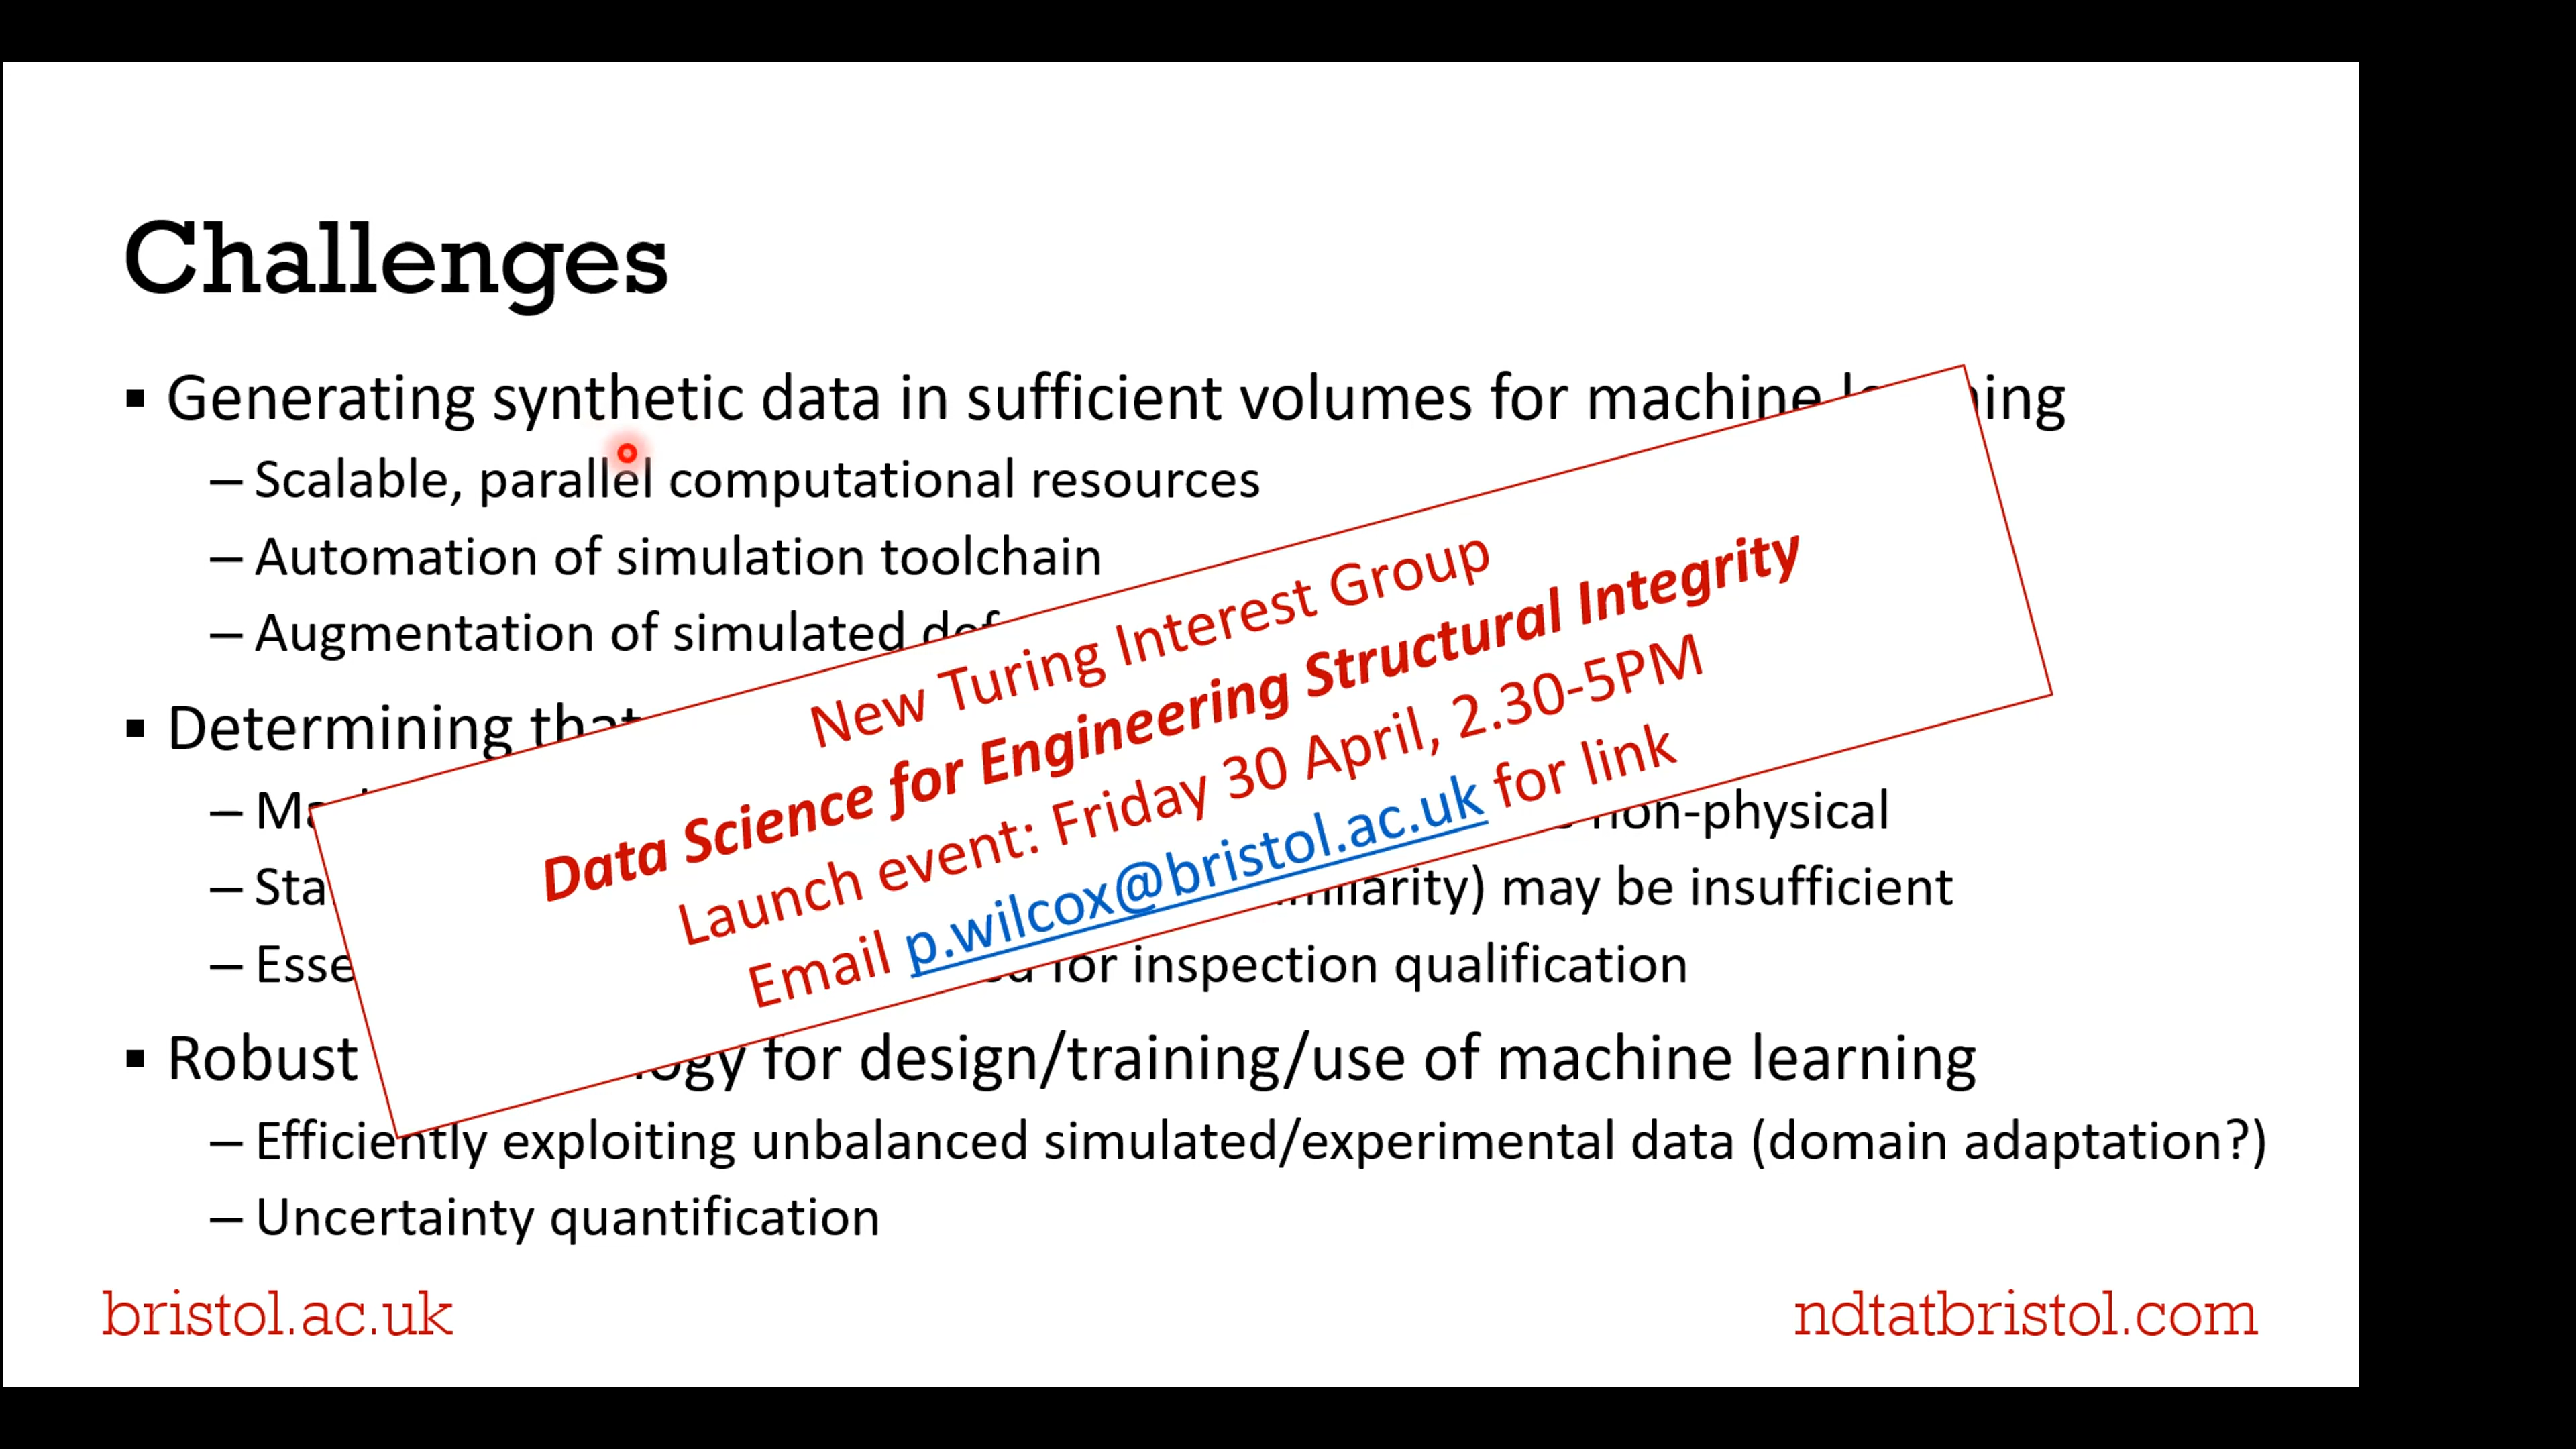 Challenges
▪ Generating synthetic data in sufficient volumes for machine
– Scalable, parallel computational resources
– Automation of simulation toolchain
– Augmentation of simulated
▪ Determining that
– non-physical
– may be insufficient
– for inspection qualification
▪ Robust for design/training/use of machine learning
– Efficiently exploiting unbalanced simulated/experimental data (domain adaptation?)
– Uncertainty quantification
New Turing Interest Group
Data Science for Engineering Structural Integrity
Launch event: Friday 30 April, 2.30-5PM
Email p.wilcox@bristol.ac.uk for link
bristol.ac.uk
ndtatbristol.com